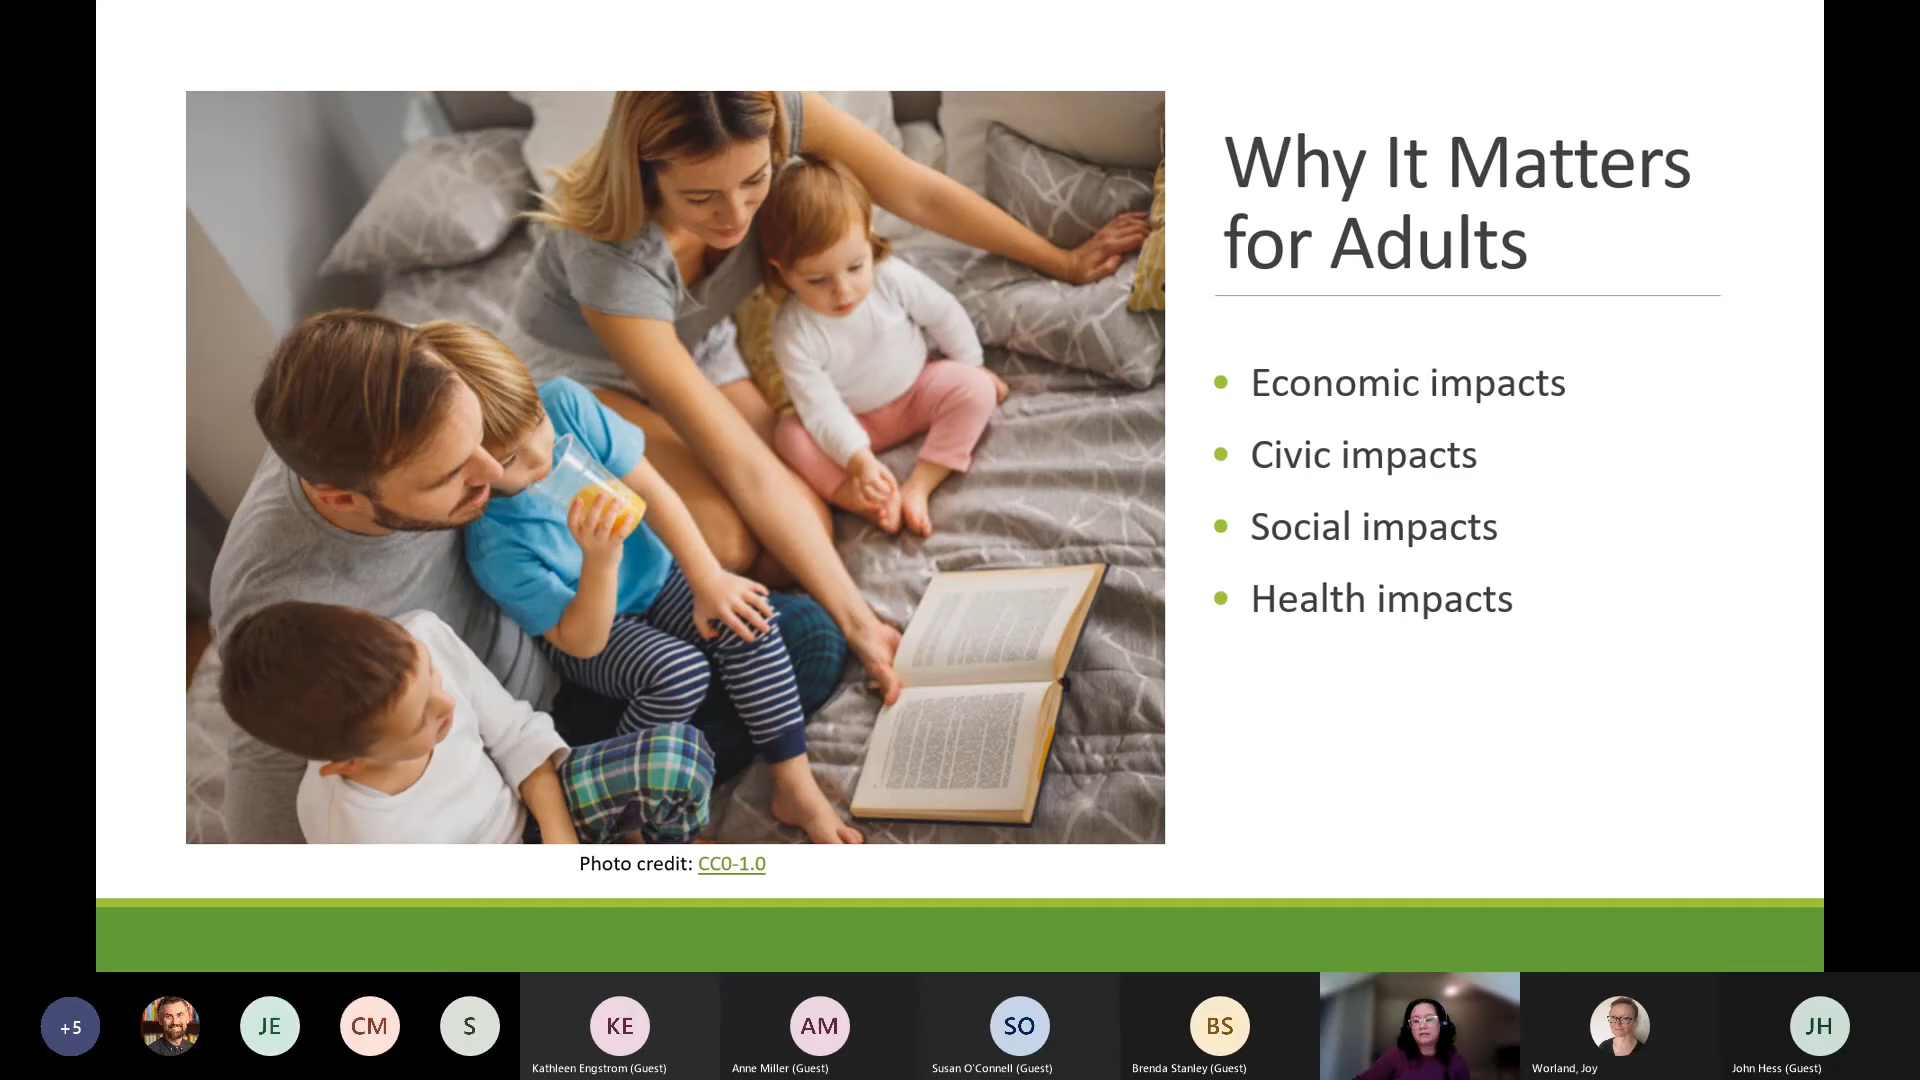 Why It Matters
for Adults
Economic impacts
Civic impacts
Social impacts
Health impacts
Photo credit: CC0-1.0
+5
JE
CM
S
KE
Kathleen Engstrom (Guest)
AM
Anne Miller (Guest)
SO
Susan O'Connell (Guest)
BS
Brenda Stanley (Guest)
Worland, Joy
JH
John Hess (Guest)